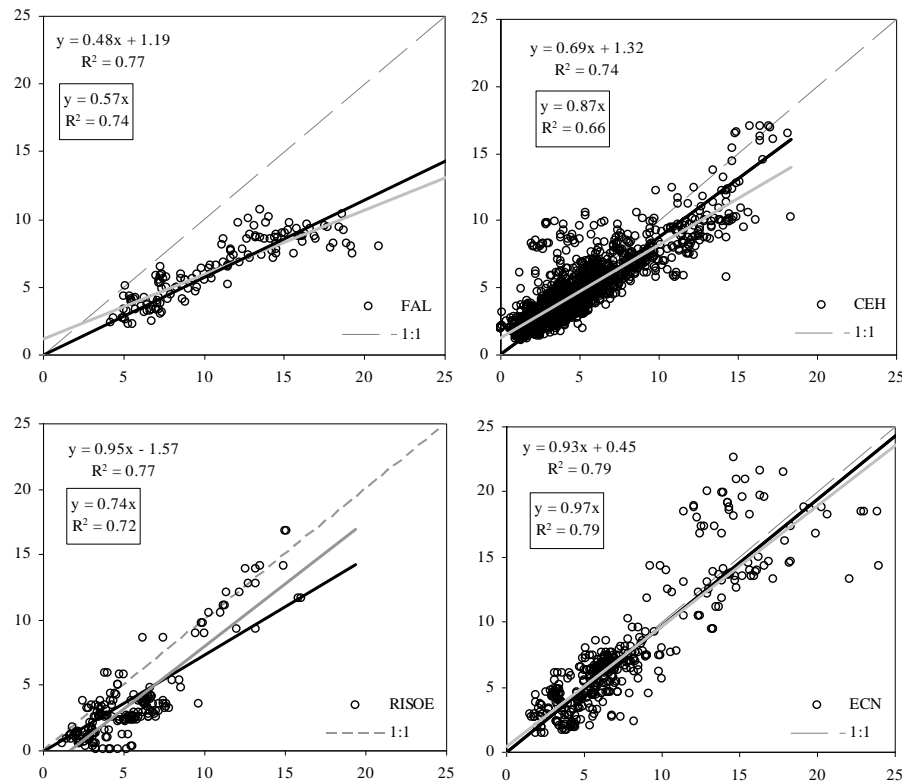 25
20
15
10
5
0
0 5 10 15 20 25
y = 0.48x + 1.19
R² = 0.77
y = 0.57x
R² = 0.74
FAL
1:1
25
20
15
10
5
0
0 5 10 15 20 25
y = 0.69x + 1.32
R² = 0.74
y = 0.87x
R² = 0.66
CEH
1:1
25
20
15
10
5
0
0 5 10 15 20 25
y = 0.95x - 1.57
R² = 0.77
y = 0.74x
R² = 0.72
RISOE
1:1
25
20
15
10
5
0
0 5 10 15 20 25
y = 0.93x + 0.45
R² = 0.79
y = 0.97x
R² = 0.79
ECN
1:1